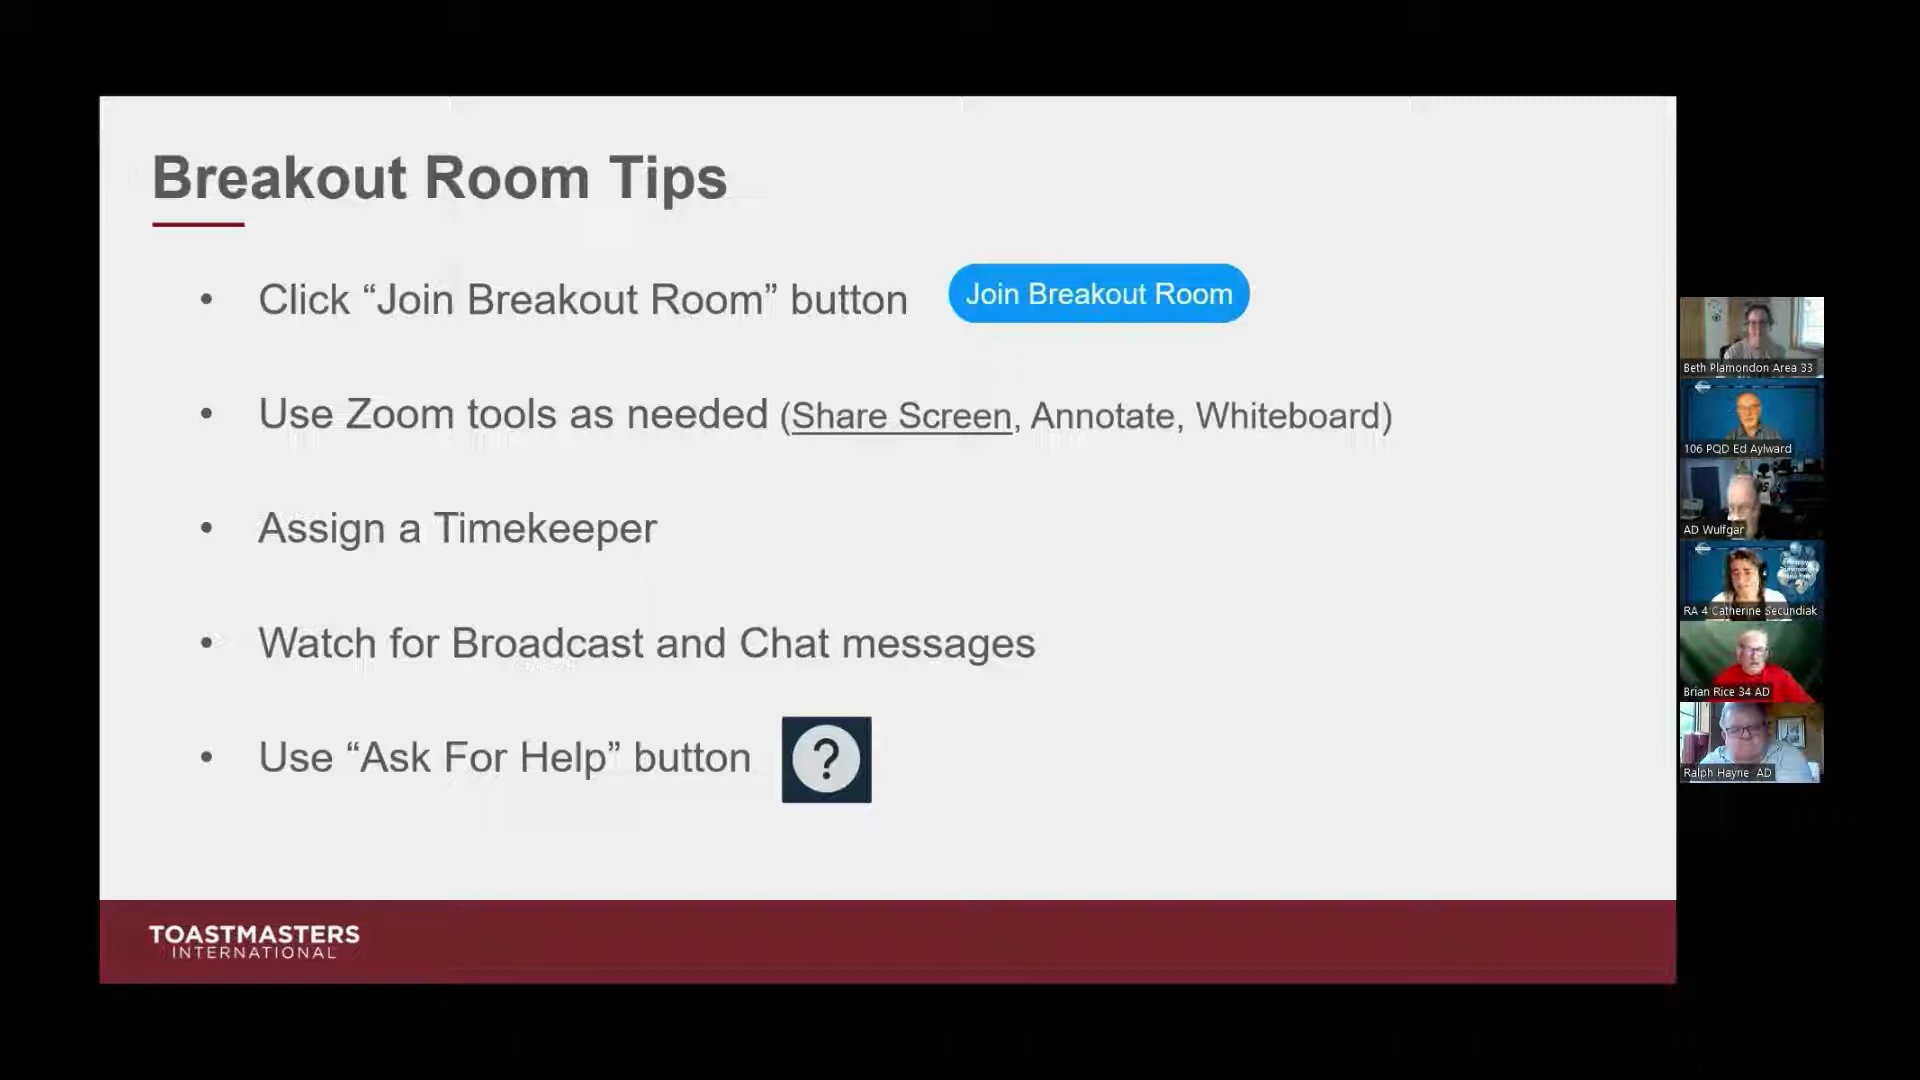 Breakout Room Tips
• Click “Join Breakout Room” button
Join Breakout Room
• Use Zoom tools as needed (Share Screen, Annotate, Whiteboard)
• Assign a Timekeeper
• Watch for Broadcast and Chat messages
• Use “Ask For Help” button
?
TOASTMASTERS
INTERNATIONAL
Beth Plamondon Area 33
106 PQD Ed Aylward
AD Wulfgar
RA 4 Catherine Secundiak
Brian Rice 34 AD
Ralph Hayne AD